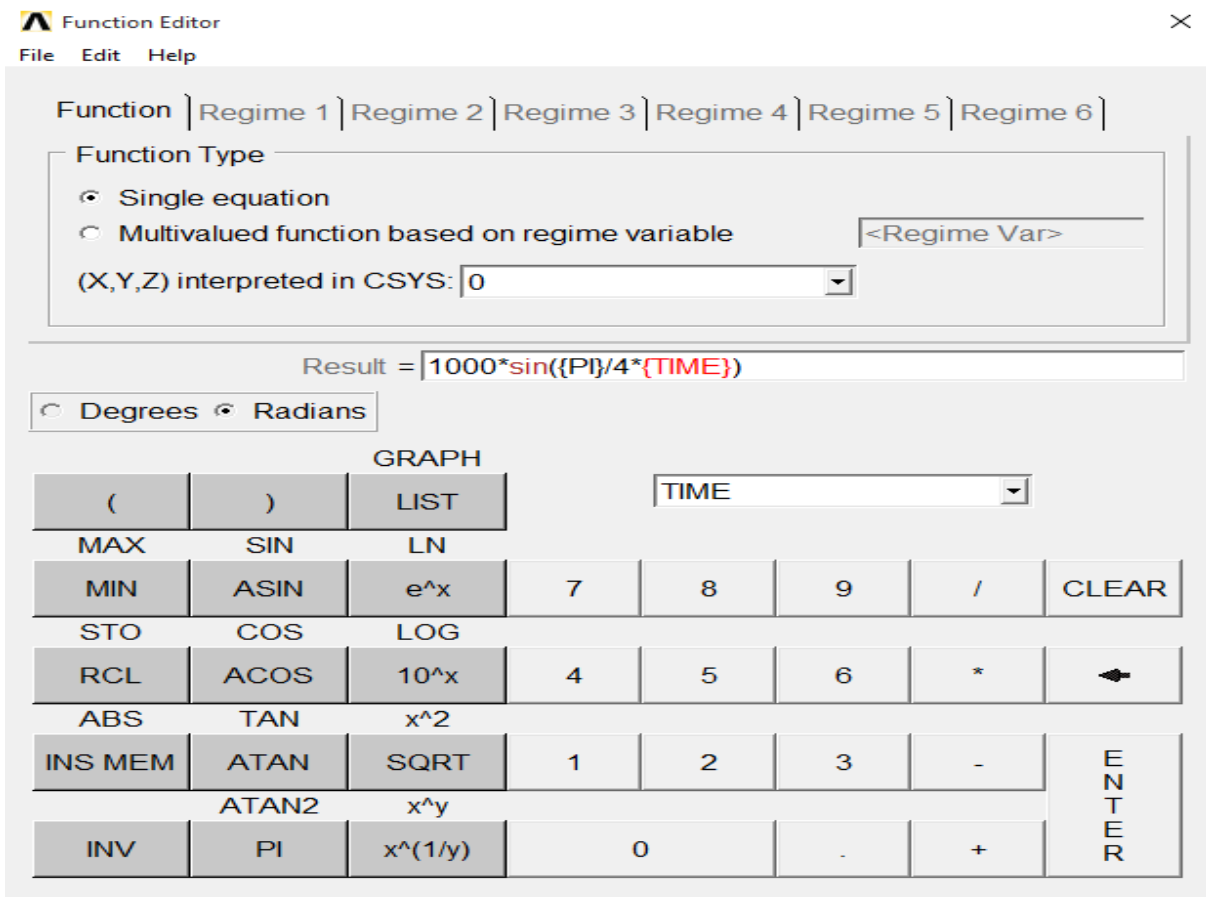 Function Editor
File Edit Help
Function Regime 1 Regime 2 Regime 3 Regime 4 Regime 5 Regime 6
Function Type
Single equation
Multivalued function based on regime variable <Regime Var>
(X,Y,Z) interpreted in CSYS: 0
Result = 1000*sin({PI}/4*{TIME})
Degrees Radians
GRAPH
( ) LIST TIME
MAX SIN LN
MIN ASIN e^x 7 8 9 / CLEAR
STO COS LOG
RCL ACOS 10^x 4 5 6 *
ABS TAN x^2
INS MEM ATAN SQRT 1 2 3 - ENTER
ATAN2 x^y
INV PI x^(1/y) 0 . +